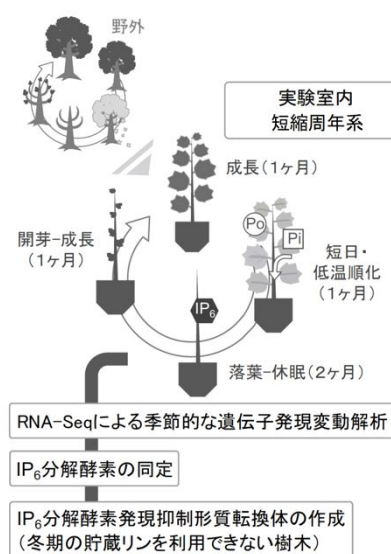 野外
実験室内
短縮周年系
成長(1ヶ月)
Po
Pi
開芽−成長
(1ヶ月)
短日・
低温順化
(1ヶ月)
IP6
落葉−休眠(2ヶ月)
RNA-Seqによる季節的な遺伝子発現変動解析
IP6分解酵素の同定
IP6分解酵素発現抑制形質転換体の作成
(冬期の貯蔵リンを利用できない樹木)